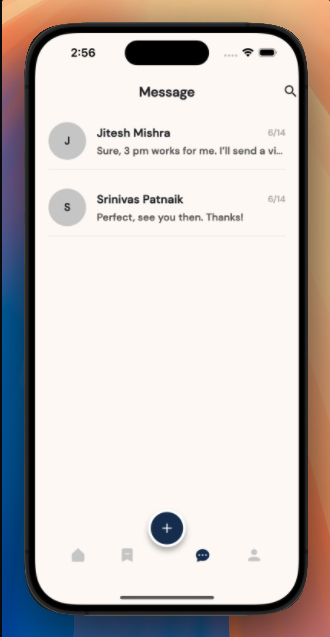 2:56
Message
J
Jitesh Mishra
6/14
Sure, 3 pm works for me. I'll send a vi...
S
Srinivas Patnaik
6/14
Perfect, see you then. Thanks!